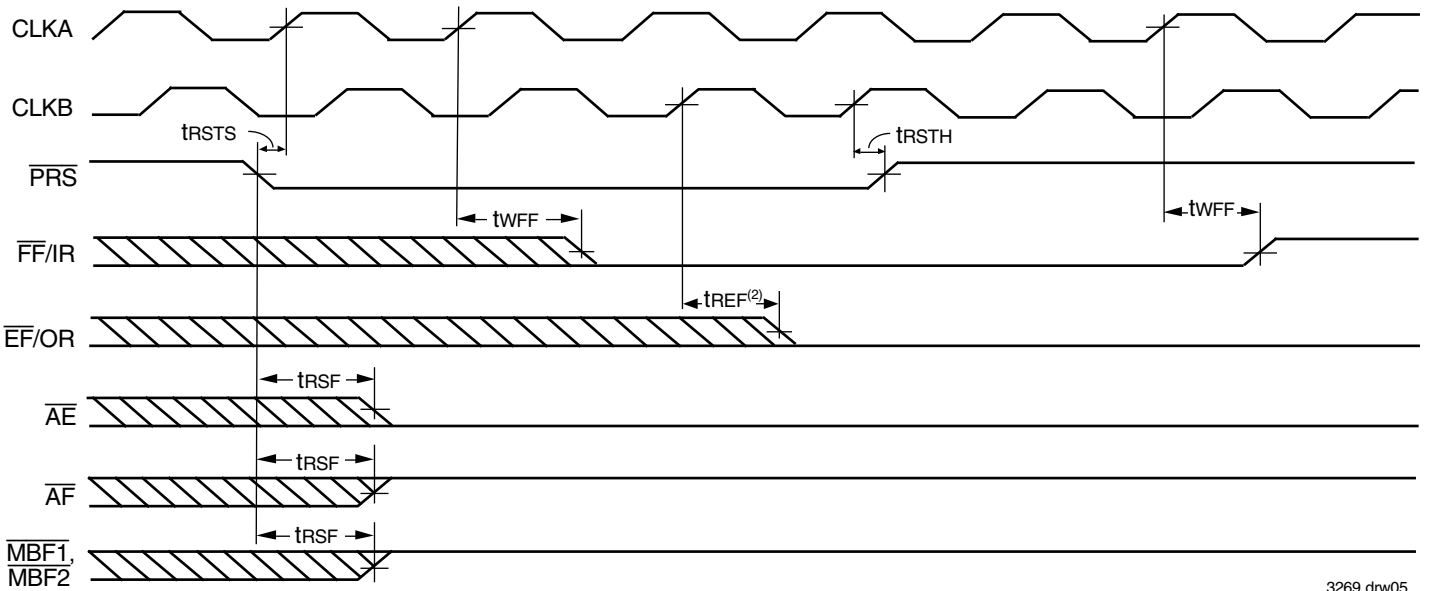 CLKA
CLKB
tRSTS
tRSTH
PRS
tWFF
tWFF
FF/IR
tREF(2)
EF/OR
tRSF
AE
tRSF
AF
tRSF
MBF1,
MBF2
3269 drw05